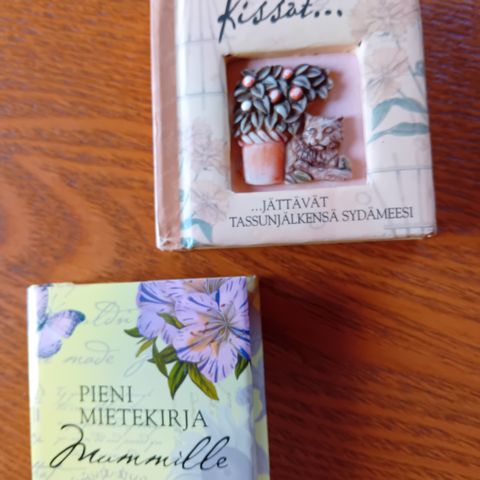 Kissat...
...JÄTTÄVÄT
TASSUNJÄLKENSÄ SYDÄMEESI
PIENI
MIETEKIRJA
Mummille